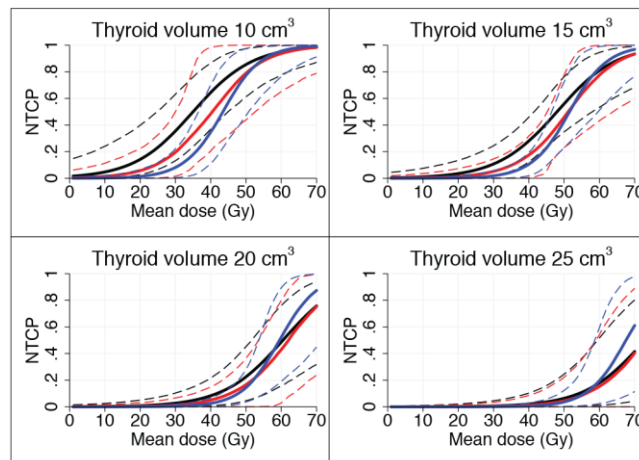 Thyroid volume 10 cm³
NTCP
0 .2 .4 .6 .8 1
0 10 20 30 40 50 60 70
Mean dose (Gy)
Thyroid volume 15 cm³
NTCP
0 .2 .4 .6 .8 1
0 10 20 30 40 50 60 70
Mean dose (Gy)
Thyroid volume 20 cm³
NTCP
0 .2 .4 .6 .8 1
0 10 20 30 40 50 60 70
Mean dose (Gy)
Thyroid volume 25 cm³
NTCP
0 .2 .4 .6 .8 1
0 10 20 30 40 50 60 70
Mean dose (Gy)